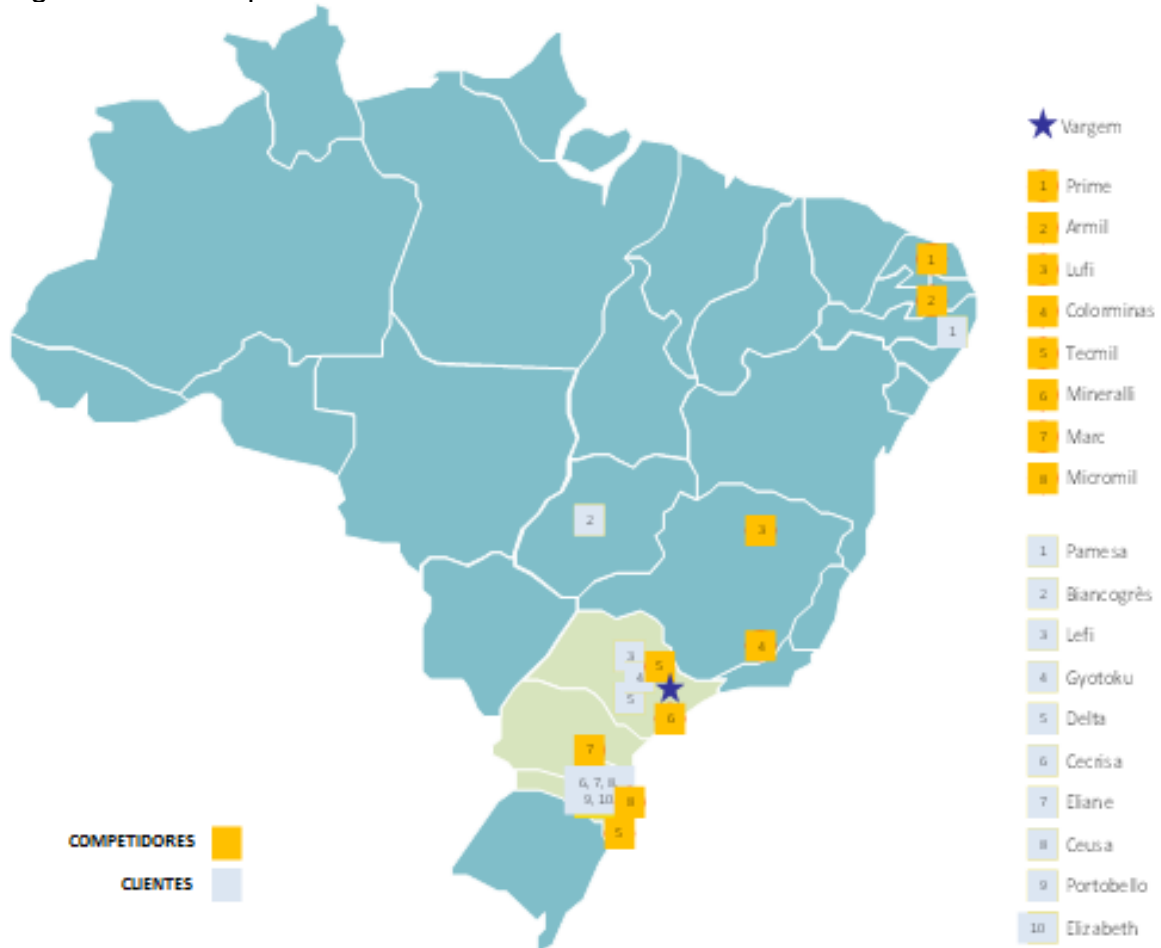 Vargem
1 Prime
2 Armil
3 Lufi
4 Colorminas
5 Tecmil
6 Mineralli
7 Marc
8 Micromil
1 Pamesa
2 Biancogrês
3 Lefi
4 Gyotoku
5 Delta
6 Cecrisa
7 Eliane
8 Ceusa
9 Portobello
10 Elizabeth
1
2
1
2
3
4
3
5
4
5
6
7
6, 7, 8,
9, 10
8
5
COMPETIDORES
CLIENTES